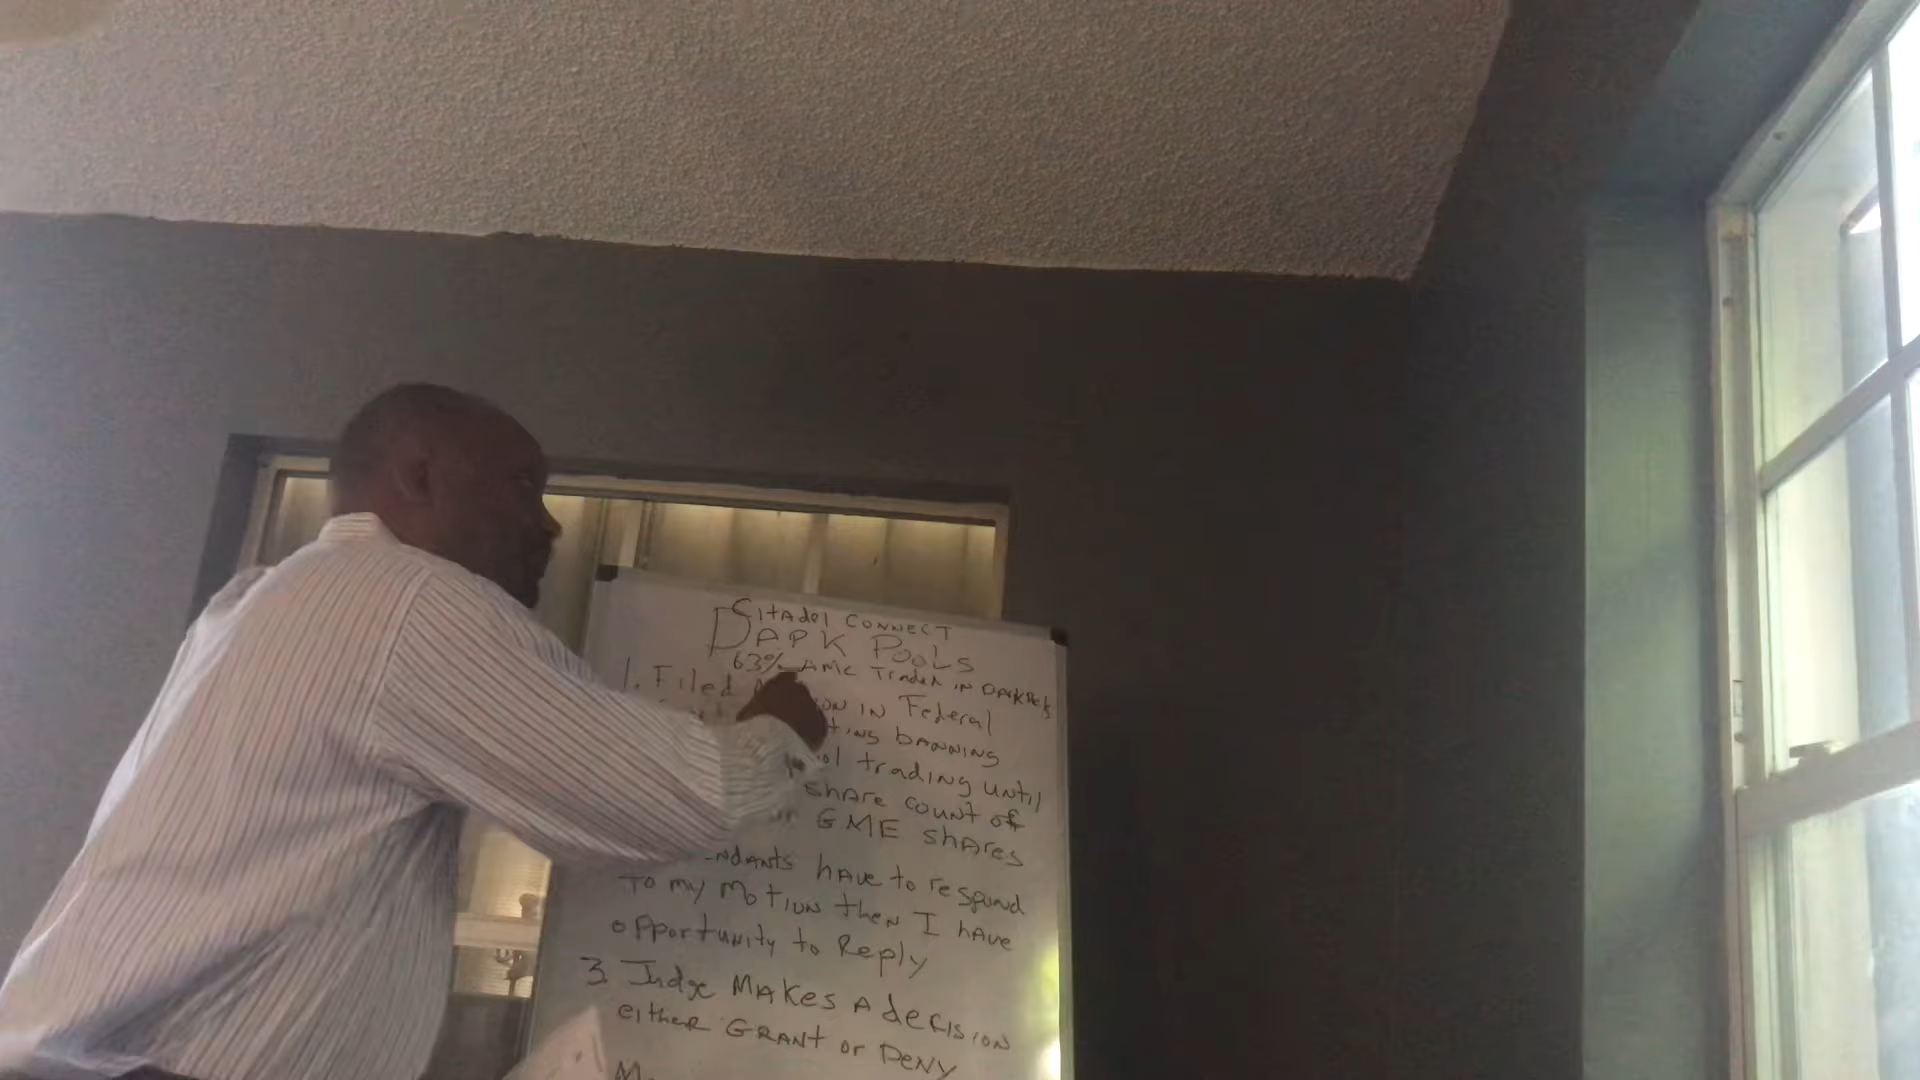 Citadel CONNECT
DARK POOLS
63% AMC Traded IN DARK Pools
1. Filed IN Federal
banning
trading until
share count of
GME shares
have to respond
To my Motion then I have
opportunity to Reply
3. Judge Makes A decision
either GRANT or DENY